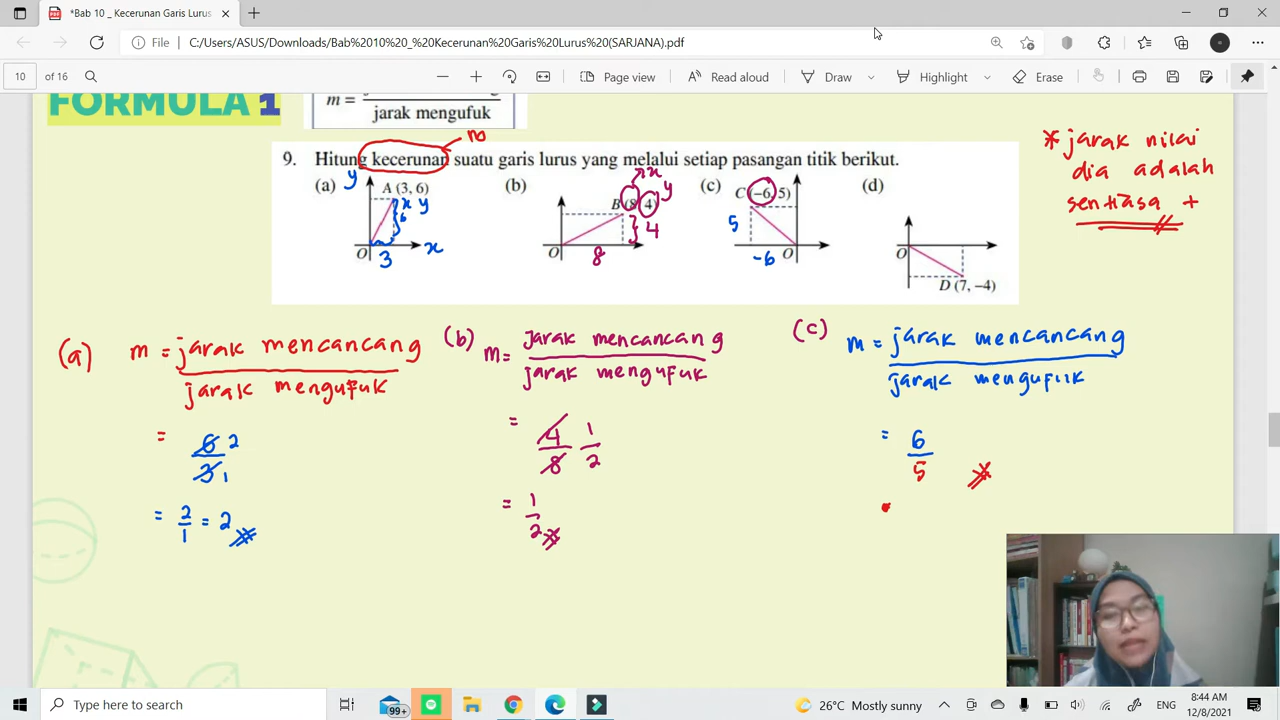 *Bab 10 _ Kecerunan Garis Lurus
File C:/Users/ASUS/Downloads/Bab%2010%20_%20Kecerunan%20Garis%20Lurus%20(SARJANA).pdf
10 of 16 Page view Read aloud Draw Highlight Erase
FORMULA 1
m =
jarak mengufuk
m
9. Hitung kecerunan suatu garis lurus yang melalui setiap pasangan titik berikut.
(a) y A (3, 6) x y 6 O 3 x
(b) x y B (8, 4) 4 O 8
(c) C (-6, 5) 5 -6 O
(d) O D (7, -4)
* jarak nilai
dia adalah
sentiasa +
(a) m = jarak mencancang
jarak mengufuk
= 6 2
3 1
= 2 = 2
1
(b) m = jarak mencancang
jarak mengufuk
= 4 1
8 2
= 1
2
(c) m = jarak mencancang
jarak mengufuk
= 6
5
Type here to search
99+
26°C Mostly sunny
ENG
8:44 AM
12/8/2021